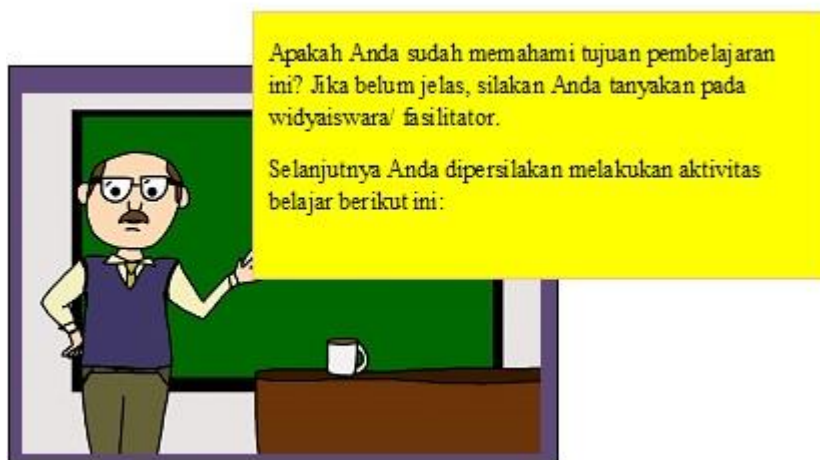 Apakah Anda sudah memahami tujuan pembelajaran
ini? Jika belum jelas, silakan Anda tanyakan pada
widyaiswara/ fasilitator.
Selanjutnya Anda dipersilakan melakukan aktivitas
belajar berikut ini: